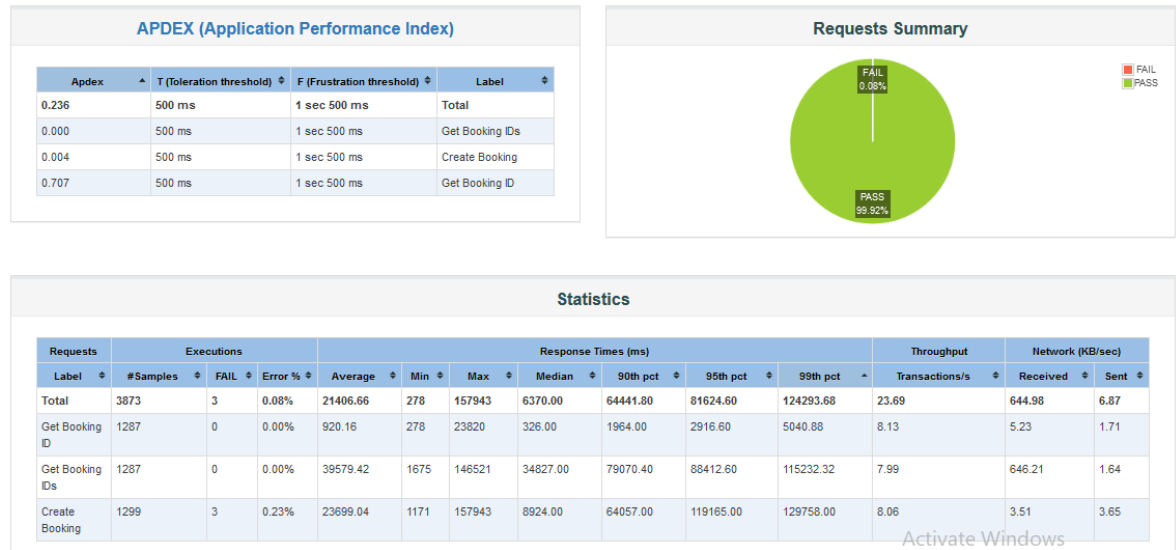 APDEX (Application Performance Index)
Apdex T (Toleration threshold) F (Frustration threshold) Label
0.236 500 ms 1 sec 500 ms Total
0.000 500 ms 1 sec 500 ms Get Booking IDs
0.004 500 ms 1 sec 500 ms Create Booking
0.707 500 ms 1 sec 500 ms Get Booking ID
Requests Summary
FAIL
0.08%
PASS
99.92%
FAIL
PASS
Statistics
Requests Executions Response Times (ms) Throughput Network (KB/sec)
Label #Samples FAIL Error % Average Min Max Median 90th pct 95th pct 99th pct Transactions/s Received Sent
Total 3873 3 0.08% 21406.66 278 157943 6370.00 64441.80 81624.60 124293.68 23.69 644.98 6.87
Get Booking 1287 0 0.00% 920.16 278 23820 326.00 1964.00 2916.60 5040.88 8.13 5.23 1.71
ID
Get Booking 1287 0 0.00% 39579.42 1675 146521 34827.00 79070.40 88412.60 115232.32 7.99 646.21 1.64
IDs
Create 1299 3 0.23% 23699.04 1171 157943 8924.00 64057.00 119165.00 129758.00 8.06 3.51 3.65
Booking
Activate Windows